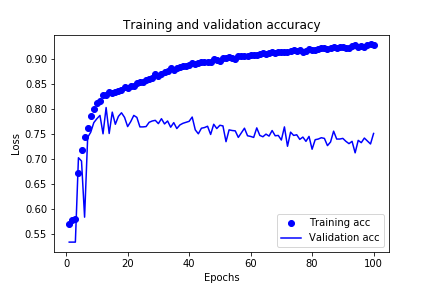 Training and validation accuracy
Loss
0.90
0.85
0.80
0.75
0.70
0.65
0.60
0.55
Training acc
Validation acc
0 20 40 60 80 100
Epochs